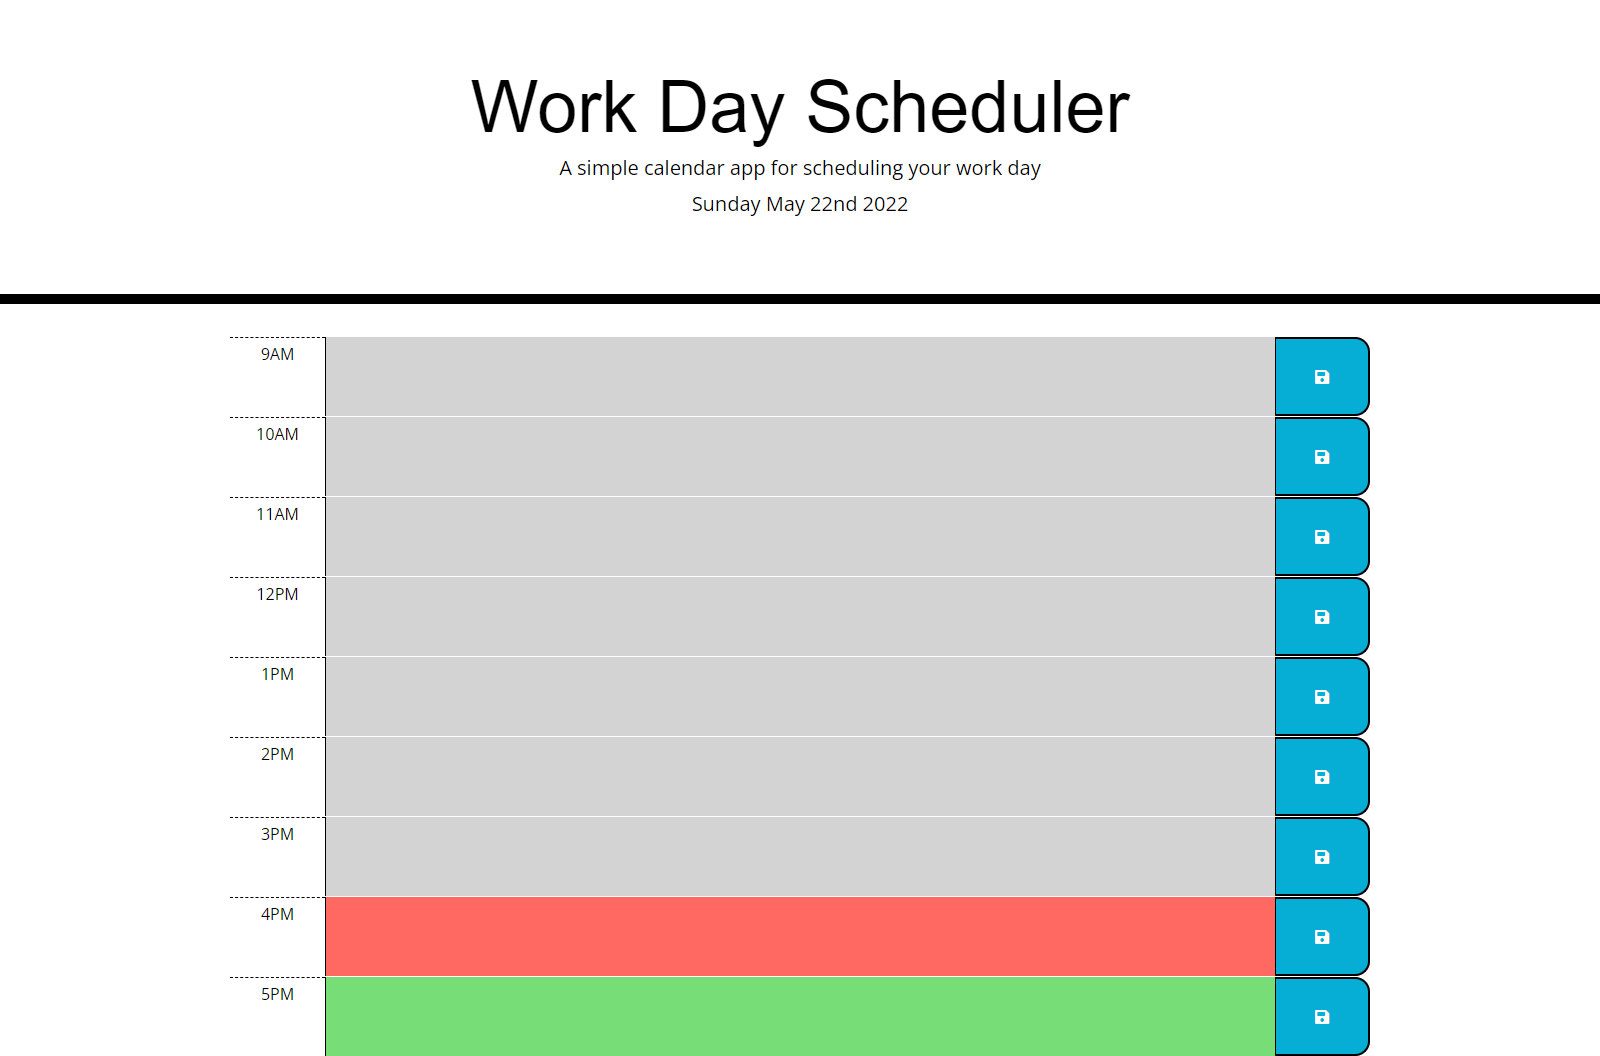 Work Day Scheduler
A simple calendar app for scheduling your work day
Sunday May 22nd 2022
9AM
10AM
11AM
12PM
1PM
2PM
3PM
4PM
5PM